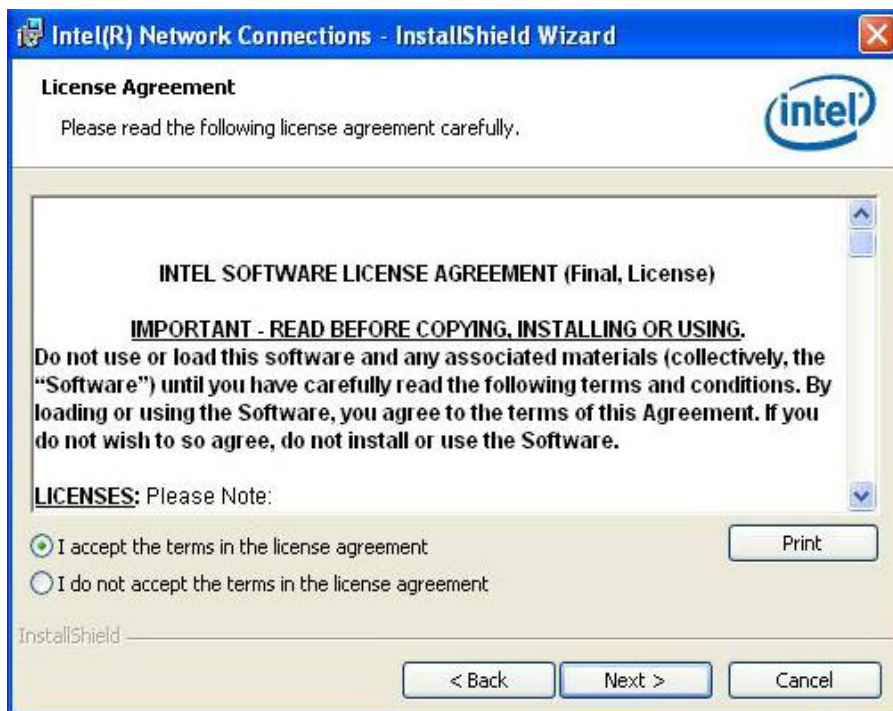 Intel(R) Network Connections - InstallShield Wizard
License Agreement
Please read the following license agreement carefully.
intel
INTEL SOFTWARE LICENSE AGREEMENT (Final, License)
IMPORTANT - READ BEFORE COPYING, INSTALLING OR USING.
Do not use or load this software and any associated materials (collectively, the
“Software”) until you have carefully read the following terms and conditions. By
loading or using the Software, you agree to the terms of this Agreement. If you
do not wish to so agree, do not install or use the Software.
LICENSES: Please Note:
I accept the terms in the license agreement
Print
I do not accept the terms in the license agreement
InstallShield
< Back
Next >
Cancel